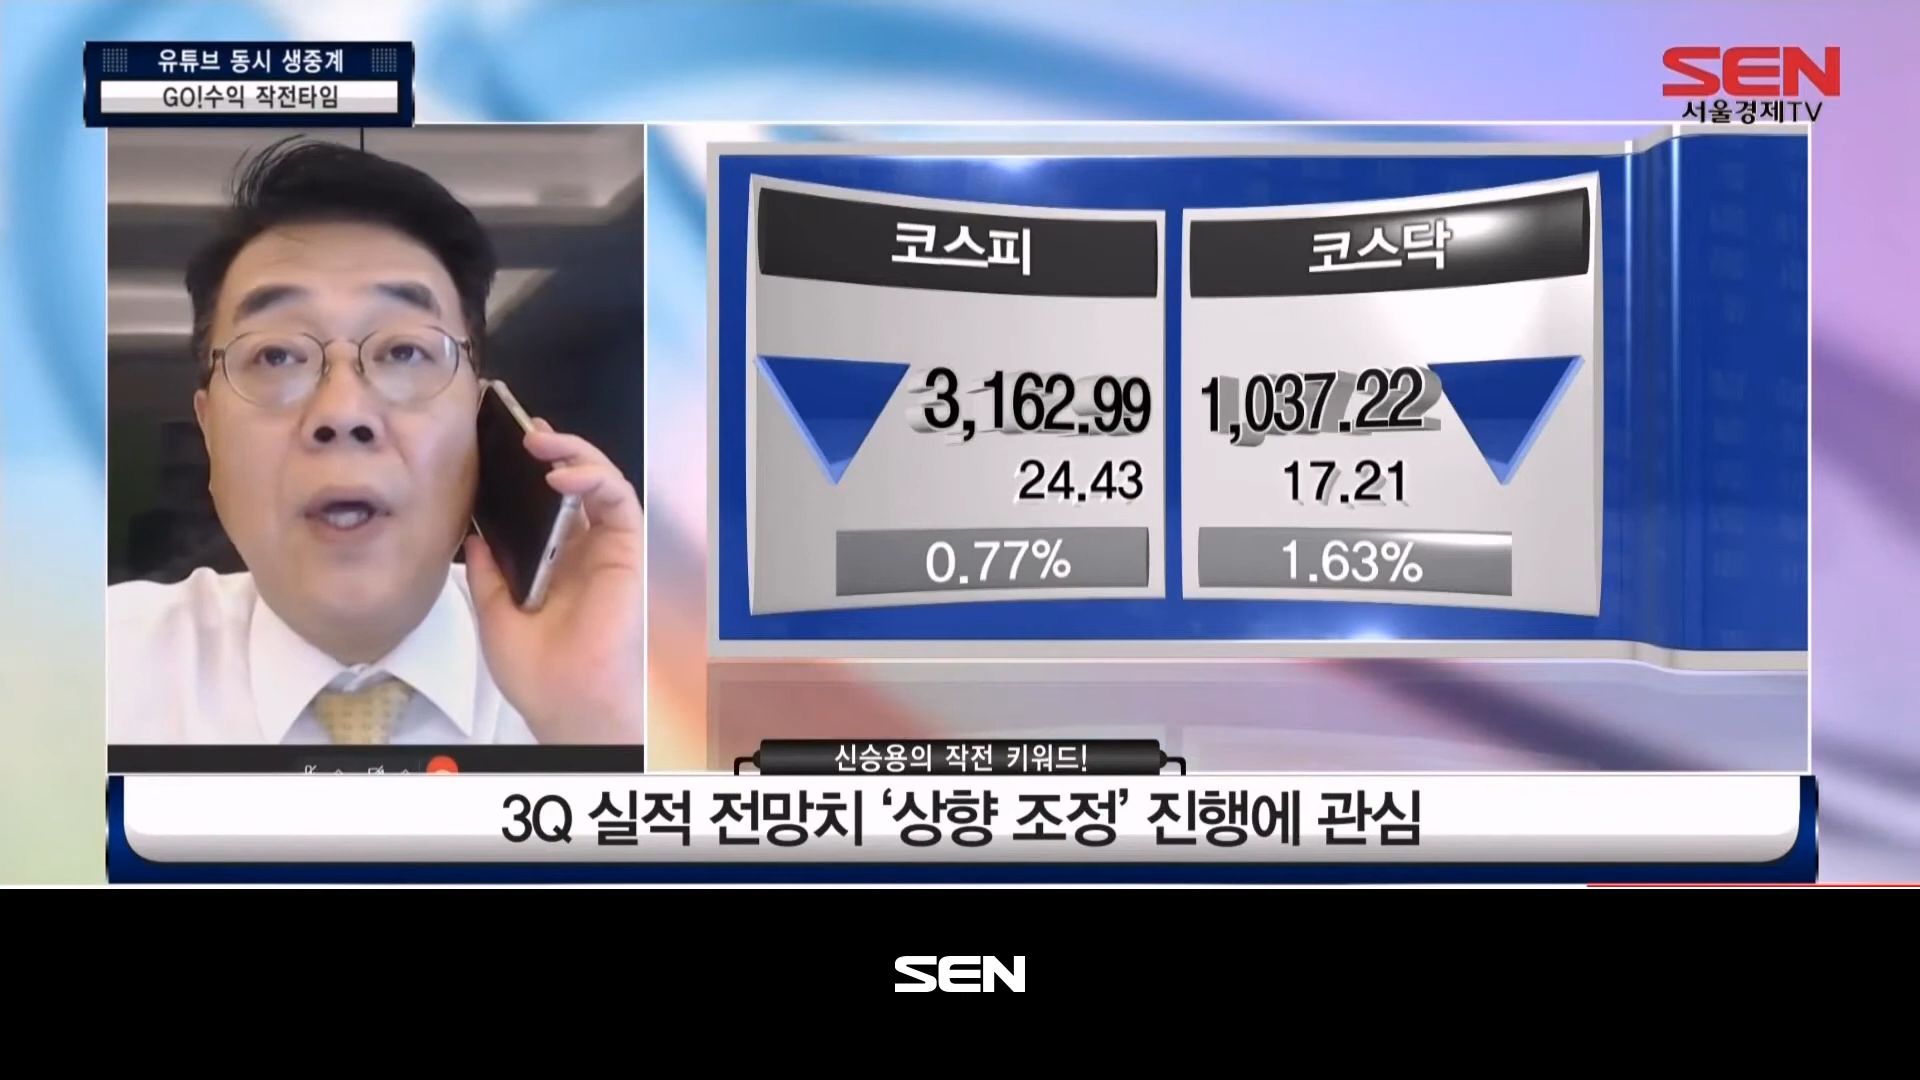 유튜브 동시 생중계
GO!수익 작전타임
SEN
서울경제TV
코스피
3,162.99
24.43
0.77%
코스닥
1,037.22
17.21
1.63%
신승용의 작전 키워드!
3Q 실적 전망치 ‘상향 조정’ 진행에 관심
SEN